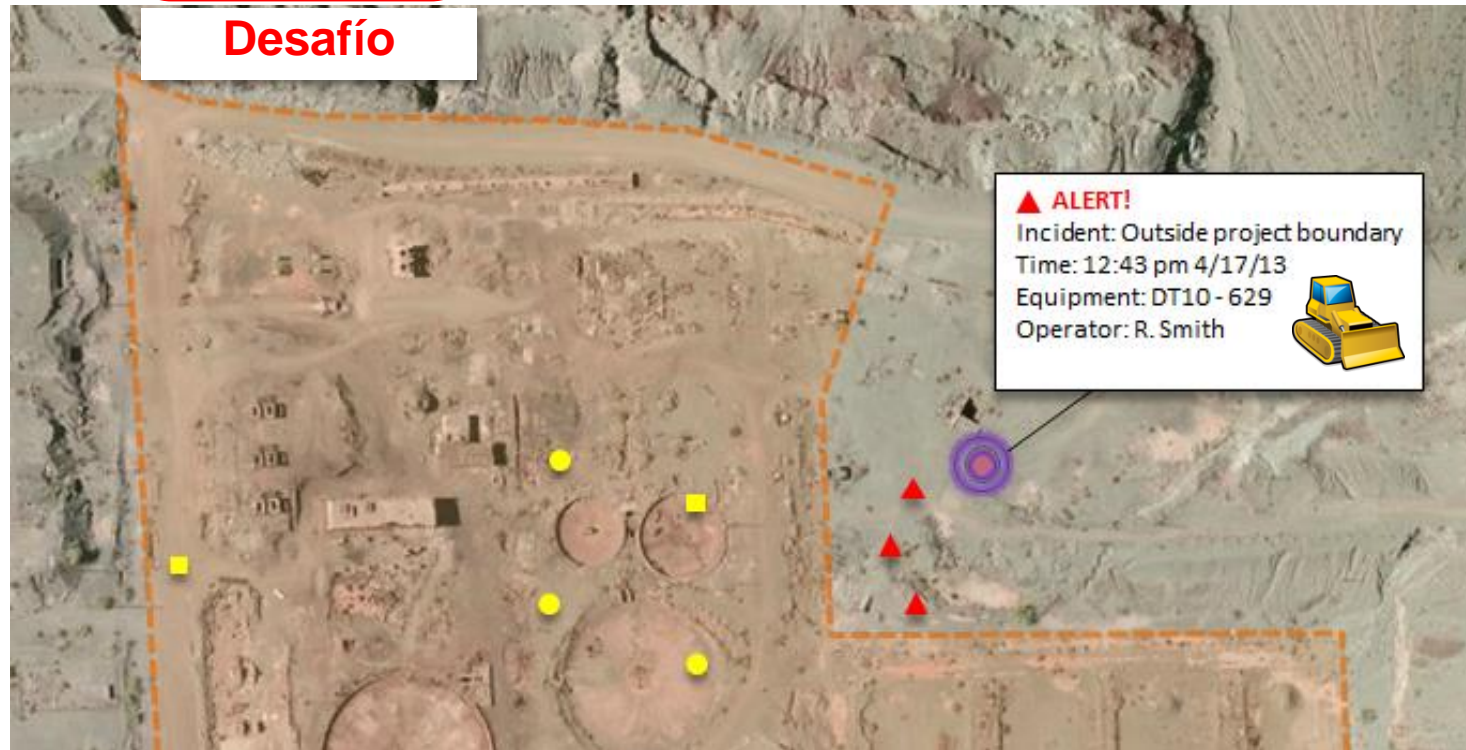 Desafío
ALERT!
Incident: Outside project boundary
Time: 12:43 pm 4/17/13
Equipment: DT10 - 629
Operator: R. Smith